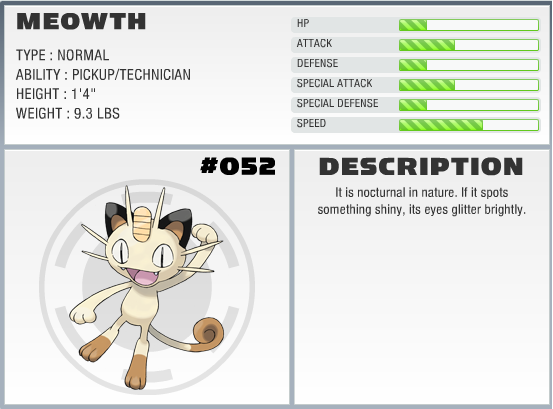 MEOWTH
TYPE : NORMAL
ABILITY : PICKUP/TECHNICIAN
HEIGHT : 1'4"
WEIGHT : 9.3 LBS
HP
ATTACK
DEFENSE
SPECIAL ATTACK
SPECIAL DEFENSE
SPEED
#052
DESCRIPTION
It is nocturnal in nature. If it spots
something shiny, its eyes glitter brightly.